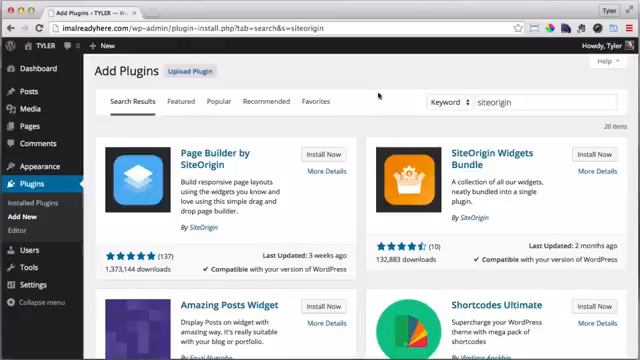 Add Plugins ‹ TYLER — Wo
Tyler
imalreadyhere.com/wp-admin/plugin-install.php?tab=search&s=siteorigin
TYLER
0
New
Howdy, Tyler
Help
Dashboard
Posts
Media
Pages
Comments
Appearance
Plugins
Installed Plugins
Add New
Editor
Users
Tools
Settings
Collapse menu
Add Plugins
Upload Plugin
Search Results
Featured
Popular
Recommended
Favorites
Keyword
siteorigin
20 items
Page Builder by
SiteOrigin
Install Now
More Details
Build responsive page layouts
using the widgets you know and
love using this simple drag and
drop page builder.
By SiteOrigin
(137)
1,373,144 downloads
Last Updated: 3 weeks ago
Compatible with your version of WordPress
SiteOrigin Widgets
Bundle
Install Now
More Details
A collection of all our widgets,
neatly bundled into a single
plugin.
By SiteOrigin
(10)
132,883 downloads
Last Updated: 2 months ago
Compatible with your version of WordPress
Amazing Posts Widget
Install Now
More Details
Display Posts on widget with
amazing way. It's really suitable
with your blog or portfolio.
Shortcodes Ultimate
Install Now
More Details
Supercharge your WordPress
theme with mega pack of
shortcodes